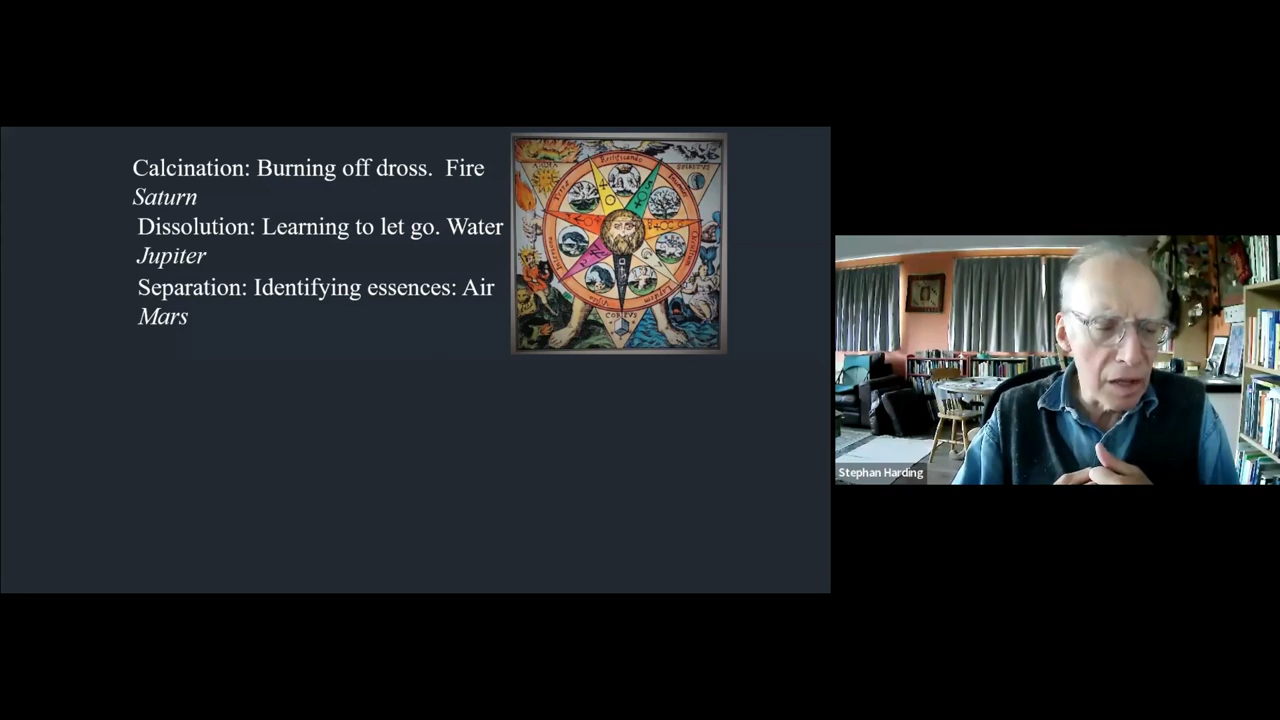 Calcination: Burning off dross.  Fire
Saturn
Dissolution: Learning to let go. Water
Jupiter
Separation: Identifying essences: Air
Mars
Stephan Harding